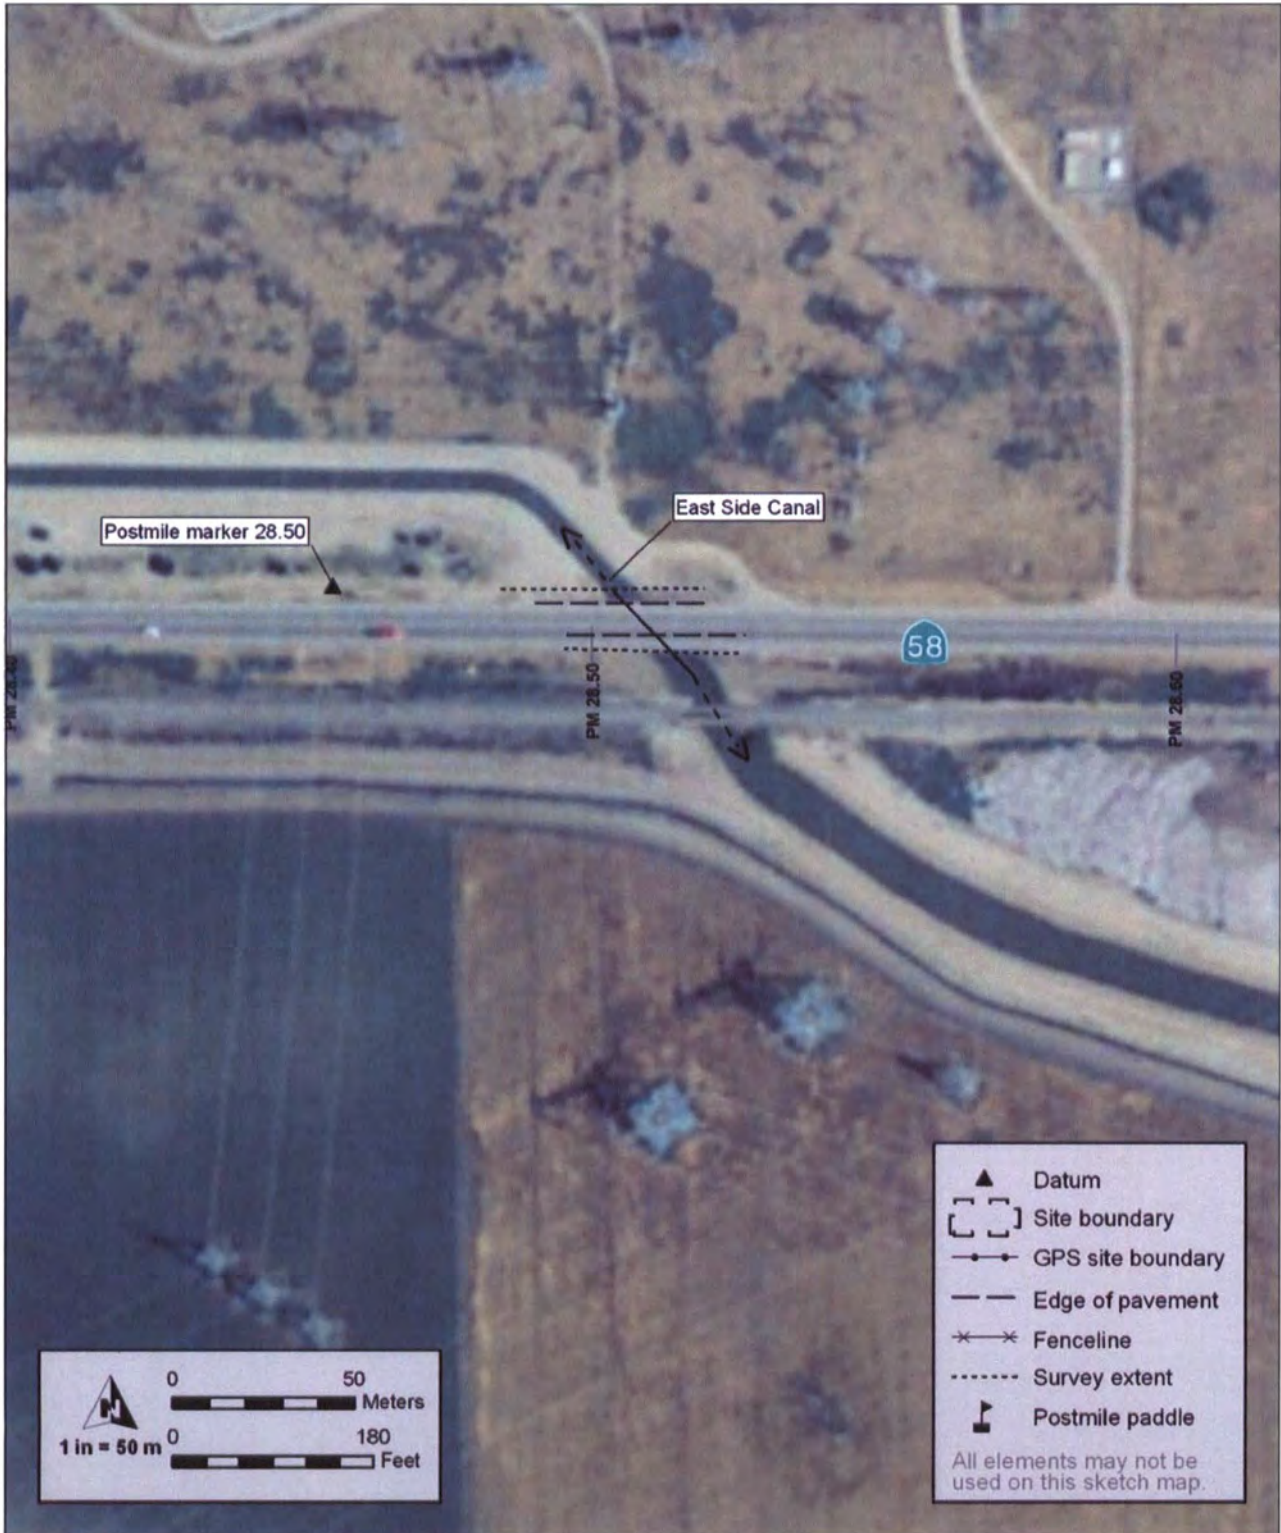 East Side Canal
Postmile marker 28.50
58
PM 28.50
PM 28.60
Datum
Site boundary
GPS site boundary
Edge of pavement
Fenceline
Survey extent
Postmile paddle
All elements may not be
used on this sketch map.
N
1 in = 50 m
0 50
Meters
0 180
Feet